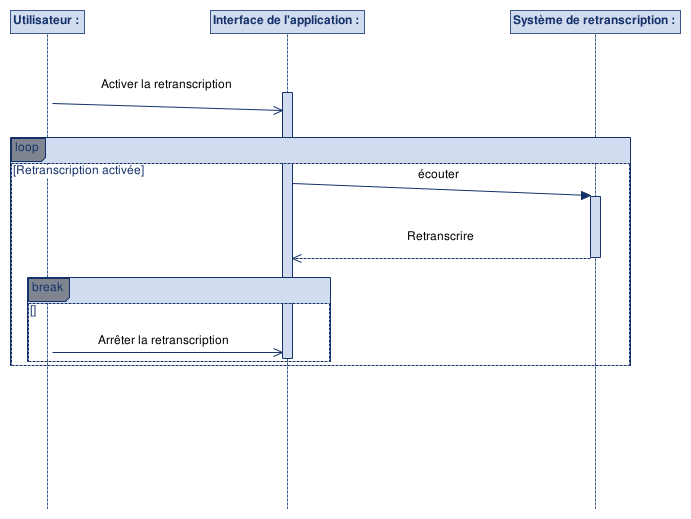 Utilisateur :
Interface de l'application :
Système de retranscription :
Activer la retranscription
loop
[Retranscription activée]
écouter
Retranscrire
break
[]
Arrêter la retranscription